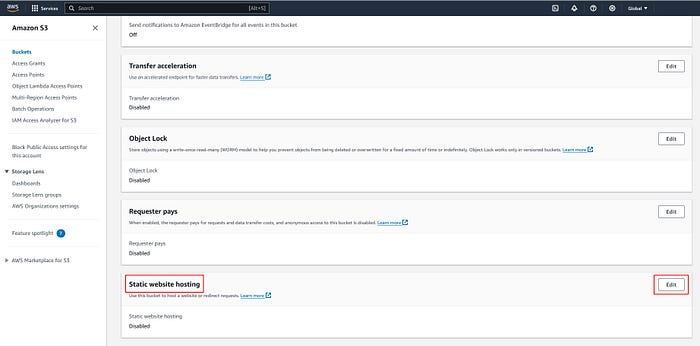 aws
Services
Search
[Alt+S]
Global
Amazon S3
Buckets
Access Grants
Access Points
Object Lambda Access Points
Multi-Region Access Points
Batch Operations
IAM Access Analyzer for S3
Block Public Access settings for
this account
Storage Lens
Dashboards
Storage Lens groups
AWS Organizations settings
Feature spotlight 7
AWS Marketplace for S3
Send notifications to Amazon EventBridge for all events in this bucket
Off
Transfer acceleration
Edit
Use an accelerated endpoint for faster data transfers. Learn more
Transfer acceleration
Disabled
Object Lock
Edit
Store objects using a write-once-read-many (WORM) model to help you prevent objects from being deleted or overwritten for a fixed amount of time or indefinitely. Object Lock works only in versioned buckets. Learn more
Object Lock
Disabled
Requester pays
Edit
When enabled, the requester pays for requests and data transfer costs, and anonymous access to this bucket is disabled. Learn more
Requester pays
Disabled
Static website hosting
Edit
Use this bucket to host a website or redirect requests. Learn more
Static website hosting
Disabled